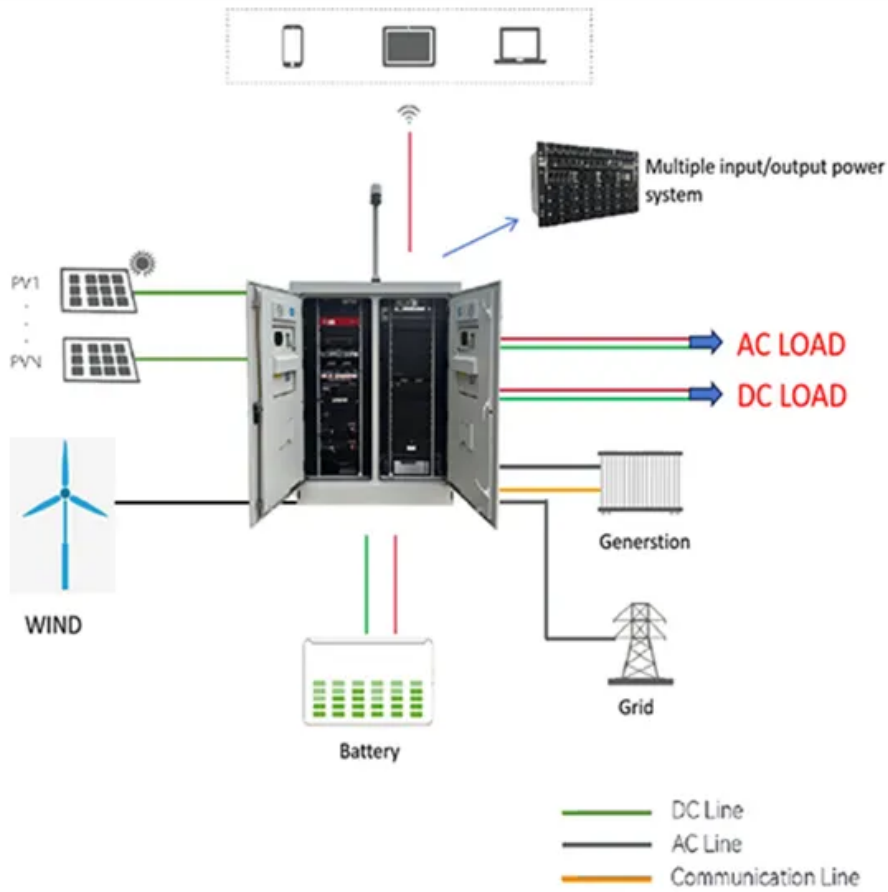 Multiple input/output power
system
PV1
PVN
AC LOAD
DC LOAD
WIND
Generstion
Grid
Battery
DC Line
AC Line
Communication Line